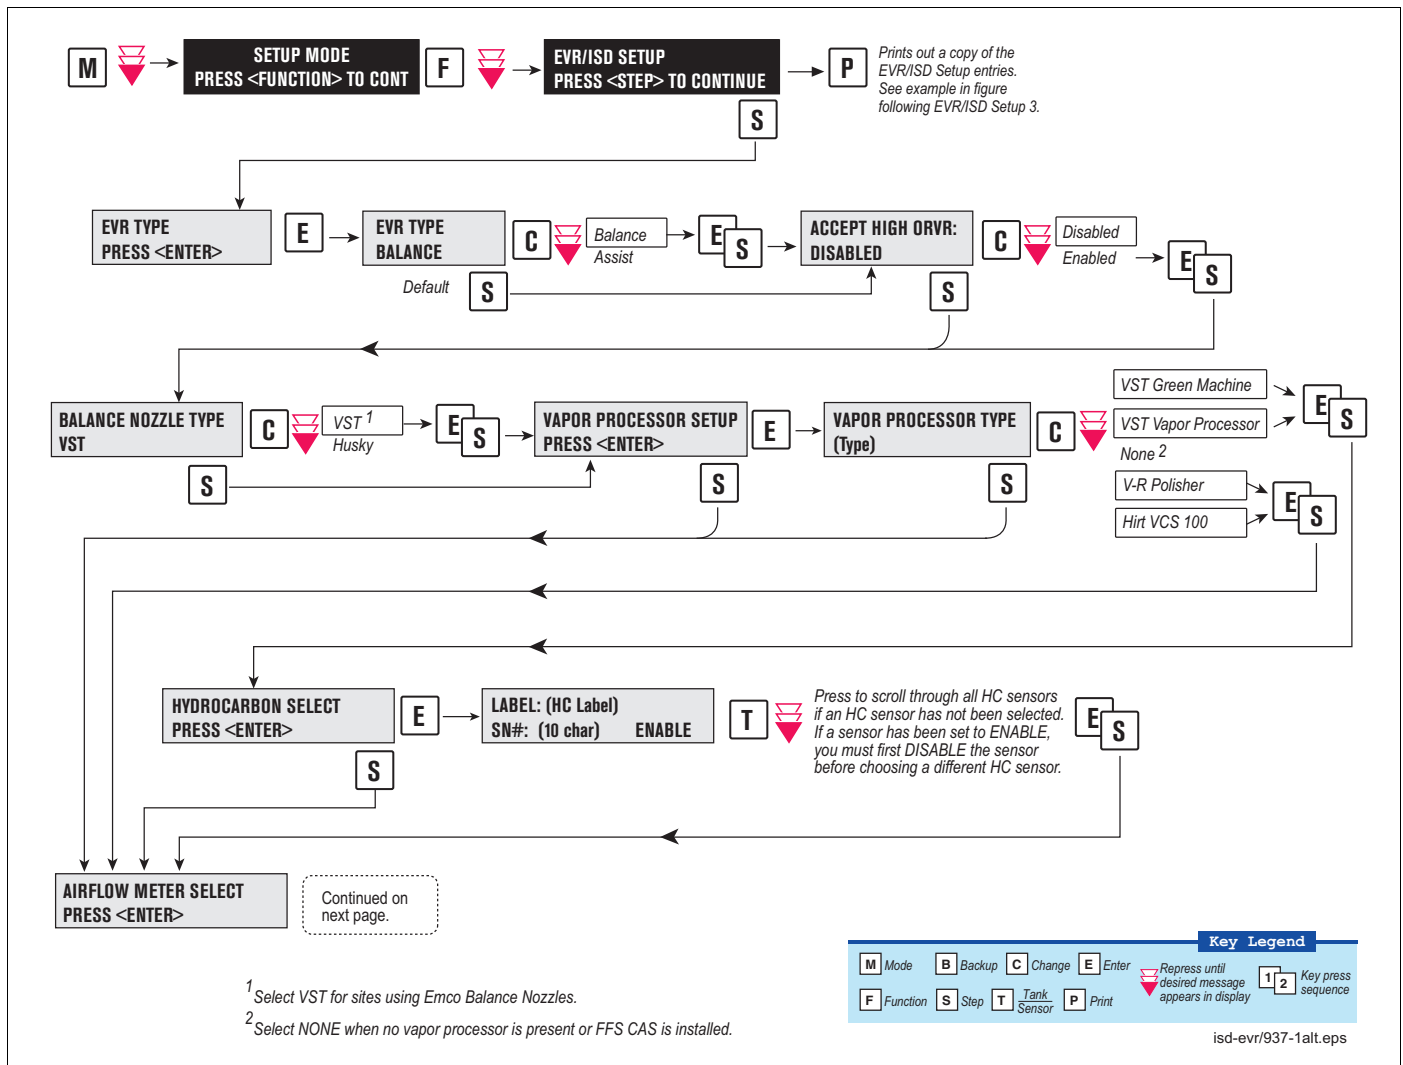 M
SETUP MODE
PRESS <FUNCTION> TO CONT
F
EVR/ISD SETUP
PRESS <STEP> TO CONTINUE
P
Prints out a copy of the
EVR/ISD Setup entries.
See example in figure
following EVR/ISD Setup 3.
S
EVR TYPE
PRESS <ENTER>
E
EVR TYPE
BALANCE
C
Balance
Assist
E
S
ACCEPT HIGH ORVR:
DISABLED
C
Disabled
Enabled
E
S
Default
S
S
BALANCE NOZZLE TYPE
VST
C
VST 1
Husky
E
S
VAPOR PROCESSOR SETUP
PRESS <ENTER>
E
VAPOR PROCESSOR TYPE
(Type)
C
VST Green Machine
VST Vapor Processor
None 2
E
S
V-R Polisher
Hirt VCS 100
E
S
S
S
S
HYDROCARBON SELECT
PRESS <ENTER>
E
LABEL: (HC Label)
SN#: (10 char) ENABLE
T
Press to scroll through all HC sensors
if an HC sensor has not been selected.
If a sensor has been set to ENABLE,
you must first DISABLE the sensor
before choosing a different HC sensor.
E
S
S
AIRFLOW METER SELECT
PRESS <ENTER>
Continued on
next page.
1 Select VST for sites using Emco Balance Nozzles.
2 Select NONE when no vapor processor is present or FFS CAS is installed.
Key Legend
M Mode B Backup C Change E Enter
F Function S Step T Tank Sensor P Print
Repress until
desired message
appears in display
1 2 Key press
sequence
isd-evr/937-1alt.eps